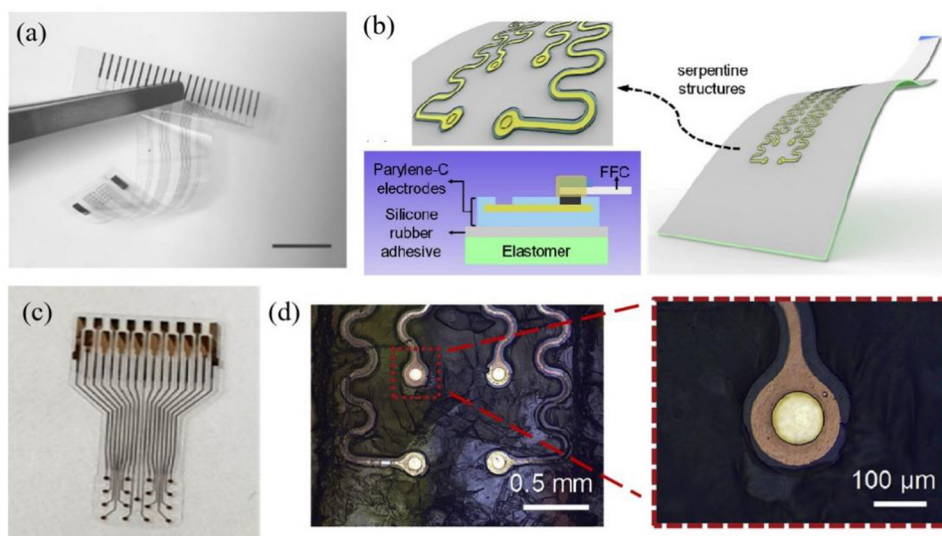 (a)
(b)
serpentine
structures
Parylene-C
electrodes
FFC
Silicone
rubber
adhesive
Elastomer
(c)
(d)
0.5 mm
100 μm